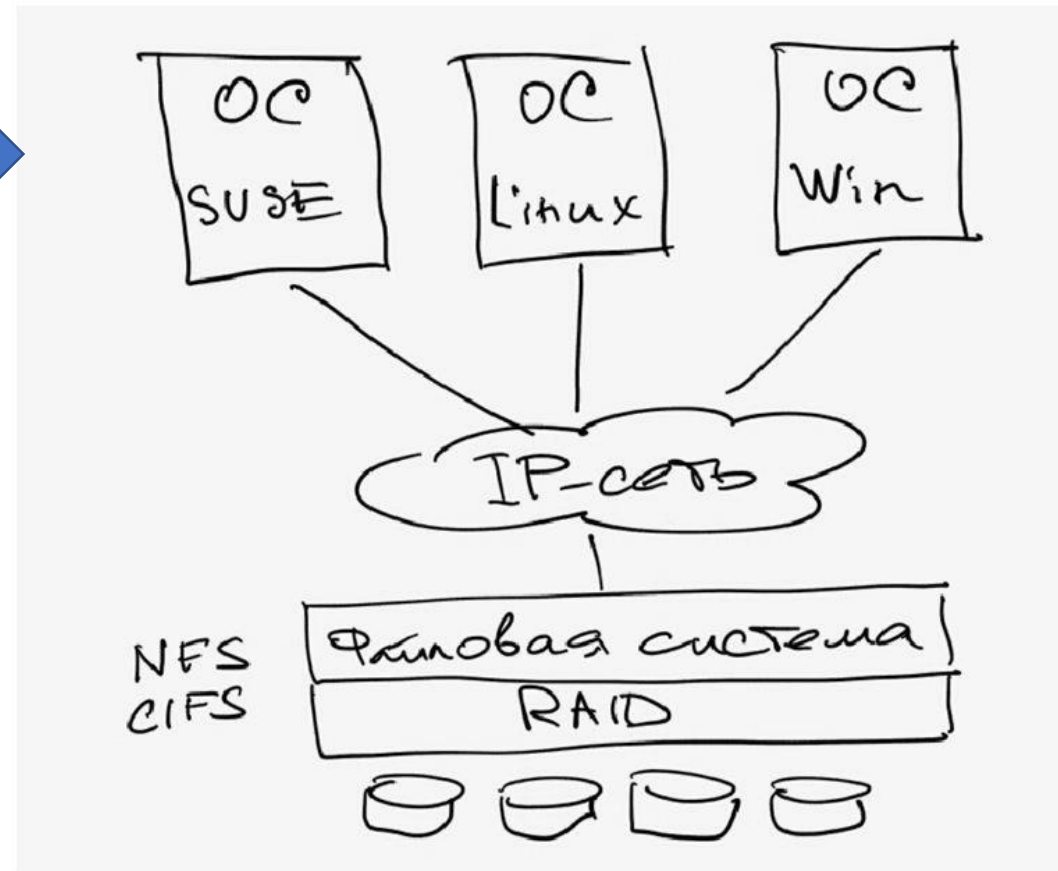 ОС
SUSE
ОС
Linux
ОС
Win
IP-сеть
NFS
CIFS
Файловая система
RAID